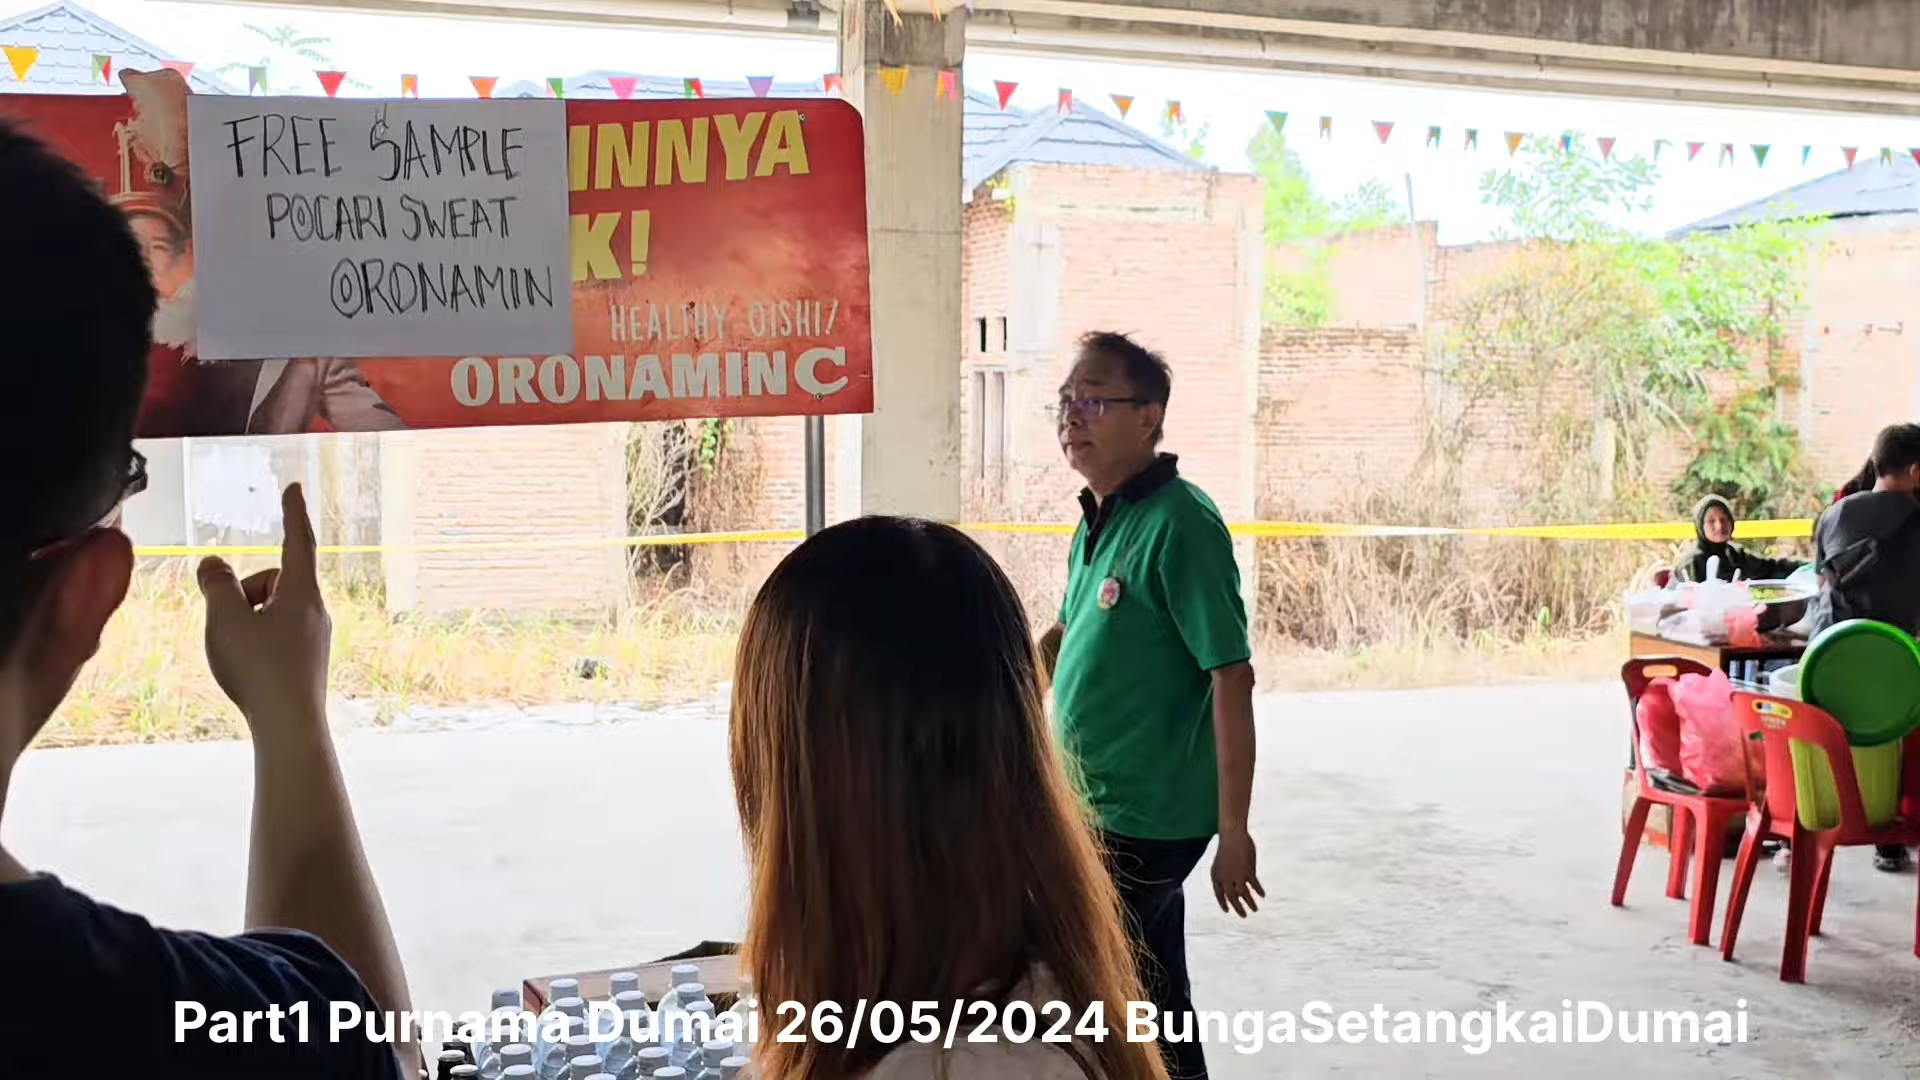 FREE SAMPLE
POCARI SWEAT
ORONAMIN
INNYA
K!
HEALTHY OISHI!
ORONAMIN C
Part1 Purnama Dumai 26/05/2024 BungaSetangkaiDumai